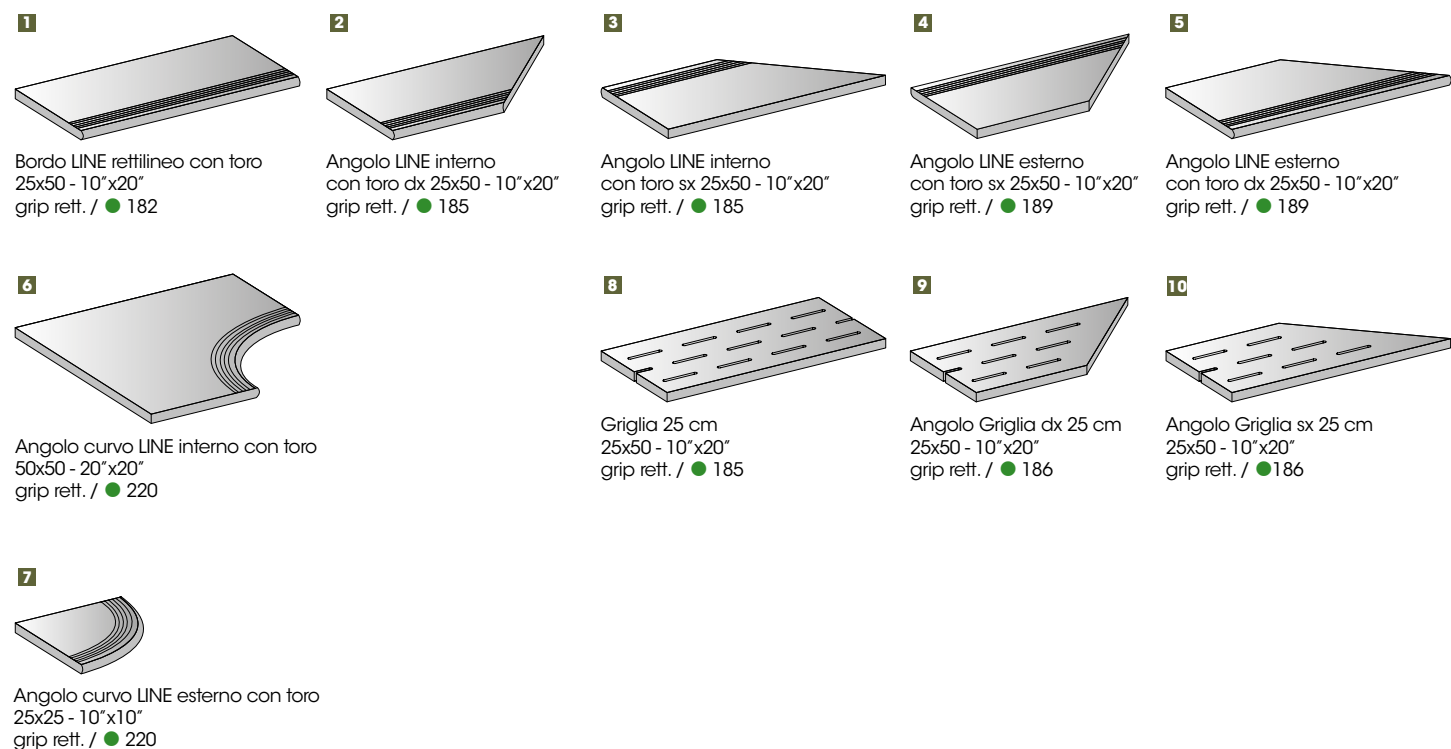 1
Bordo LINE rettilineo con toro
25x50 - 10″x20″
grip rett. / ● 182
2
Angolo LINE interno
con toro dx 25x50 - 10″x20″
grip rett. / ● 185
3
Angolo LINE interno
con toro sx 25x50 - 10″x20″
grip rett. / ● 185
4
Angolo LINE esterno
con toro sx 25x50 - 10″x20″
grip rett. / ● 189
5
Angolo LINE esterno
con toro dx 25x50 - 10″x20″
grip rett. / ● 189
6
Angolo curvo LINE interno con toro
50x50 - 20″x20″
grip rett. / ● 220
8
Griglia 25 cm
25x50 - 10″x20″
grip rett. / ● 185
9
Angolo Griglia dx 25 cm
25x50 - 10″x20″
grip rett. / ● 186
10
Angolo Griglia sx 25 cm
25x50 - 10″x20″
grip rett. / ●186
7
Angolo curvo LINE esterno con toro
25x25 - 10″x10″
grip rett. / ● 220